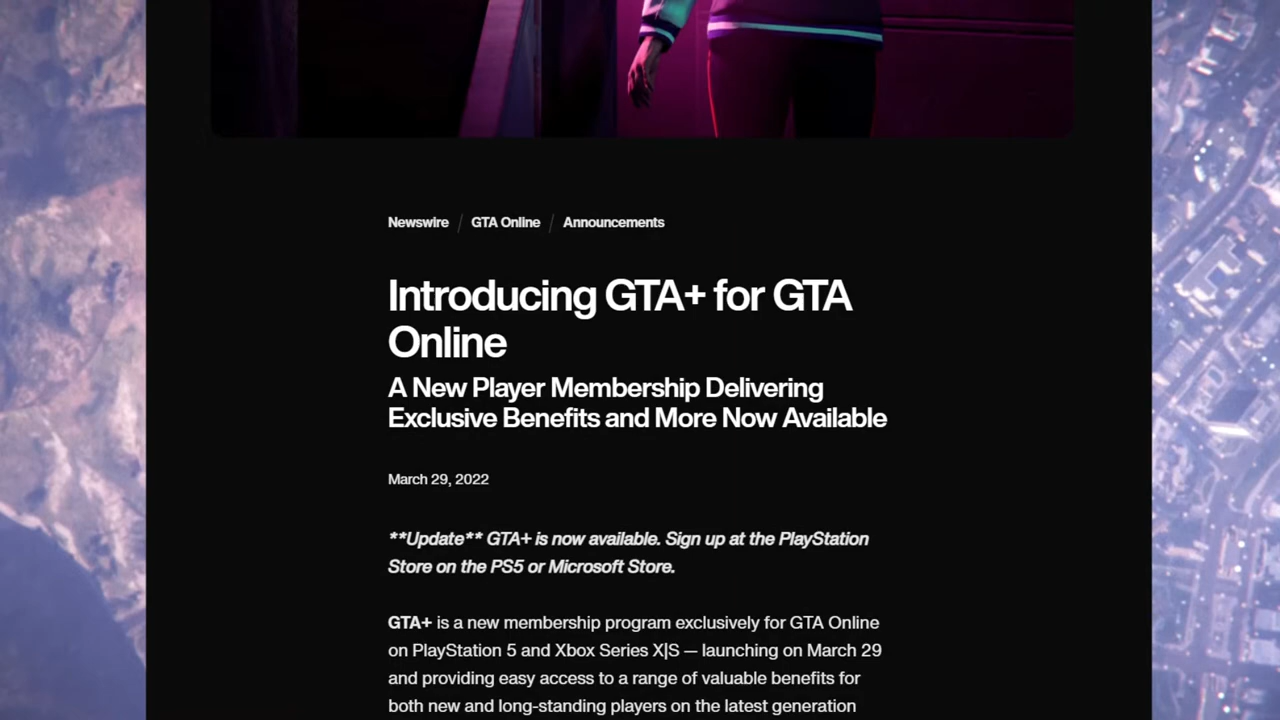 Newswire / GTA Online / Announcements
Introducing GTA+ for GTA
Online
A New Player Membership Delivering
Exclusive Benefits and More Now Available
March 29, 2022
**Update** GTA+ is now available. Sign up at the PlayStation
Store on the PS5 or Microsoft Store.
GTA+ is a new membership program exclusively for GTA Online
on PlayStation 5 and Xbox Series X|S — launching on March 29
and providing easy access to a range of valuable benefits for
both new and long-standing players on the latest generation